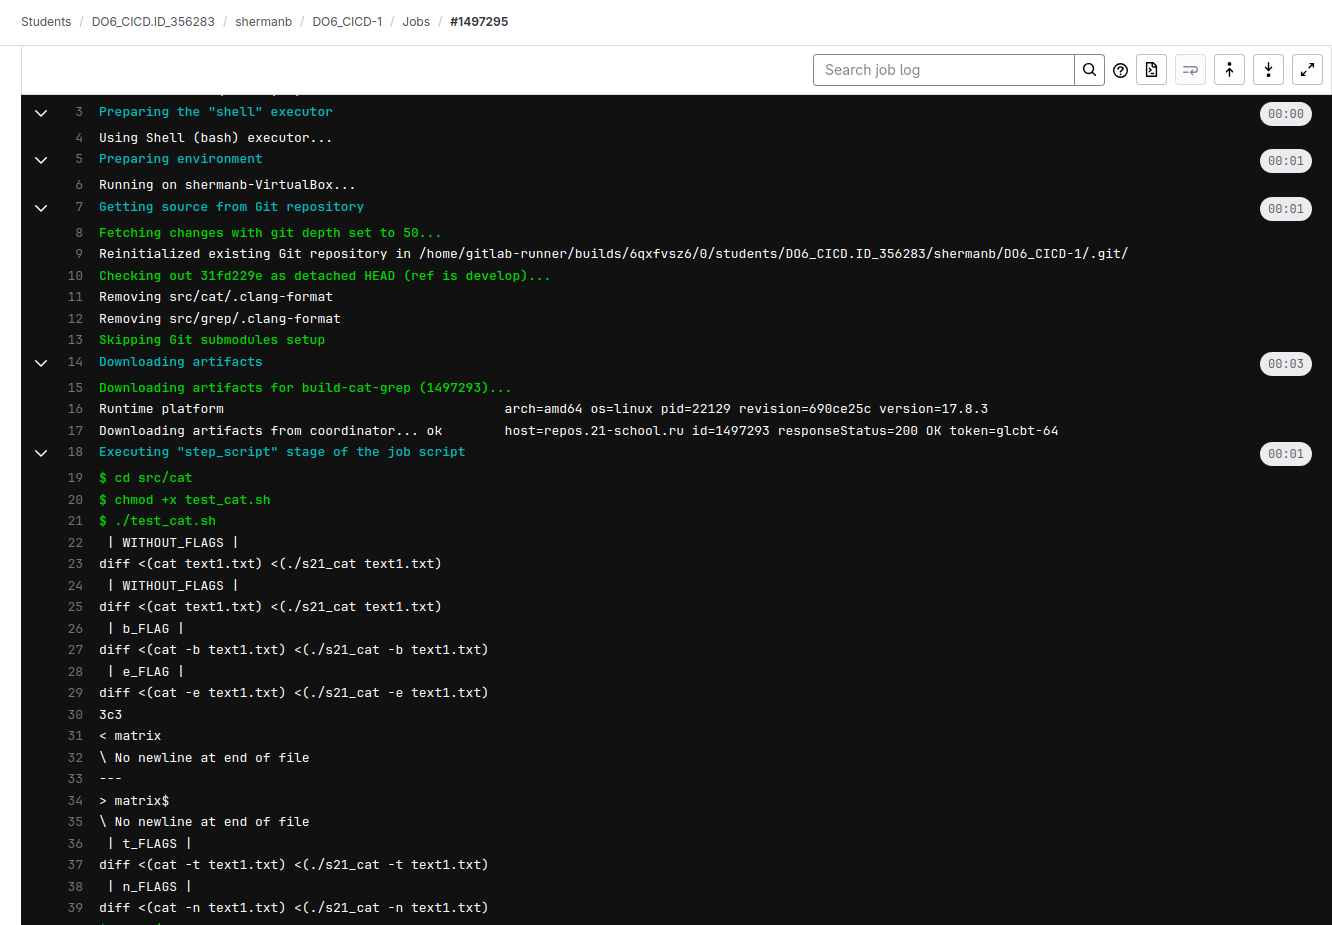 Students / DO6_CICD.ID_356283 / shermanb / DO6_CICD-1 / Jobs / #1497295
Search job log
3 Preparing the "shell" executor 00:00
4 Using Shell (bash) executor...
5 Preparing environment 00:01
6 Running on shermanb-VirtualBox...
7 Getting source from Git repository 00:01
8 Fetching changes with git depth set to 50...
9 Reinitialized existing Git repository in /home/gitlab-runner/builds/6qxfvsz6/0/students/DO6_CICD.ID_356283/shermanb/DO6_CICD-1/.git/
10 Checking out 31fd229e as detached HEAD (ref is develop)...
11 Removing src/cat/.clang-format
12 Removing src/grep/.clang-format
13 Skipping Git submodules setup
14 Downloading artifacts 00:03
15 Downloading artifacts for build-cat-grep (1497293)...
16 Runtime platform arch=amd64 os=linux pid=22129 revision=690ce25c version=17.8.3
17 Downloading artifacts from coordinator... ok host=repos.21-school.ru id=1497293 responseStatus=200 OK token=glcbt-64
18 Executing "step_script" stage of the job script 00:01
19 $ cd src/cat
20 $ chmod +x test_cat.sh
21 $ ./test_cat.sh
22 | WITHOUT_FLAGS |
23 diff <(cat text1.txt) <(./s21_cat text1.txt)
24 | WITHOUT_FLAGS |
25 diff <(cat text1.txt) <(./s21_cat text1.txt)
26 | b_FLAG |
27 diff <(cat -b text1.txt) <(./s21_cat -b text1.txt)
28 | e_FLAG |
29 diff <(cat -e text1.txt) <(./s21_cat -e text1.txt)
30 3c3
31 < matrix
32 \ No newline at end of file
33 ---
34 > matrix$
35 \ No newline at end of file
36 | t_FLAGS |
37 diff <(cat -t text1.txt) <(./s21_cat -t text1.txt)
38 | n_FLAGS |
39 diff <(cat -n text1.txt) <(./s21_cat -n text1.txt)